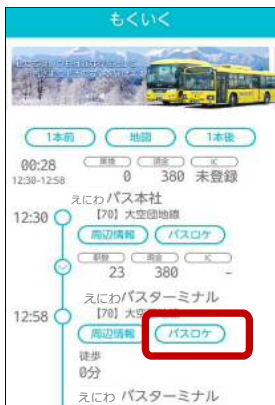 もくいく
1本前 地図 1本後
00:28
12:30-12:58
乗換 現金 IC
0 380 未登録
えにわバス本社
12:30
【70】大空団地線
周辺情報 バスロケ
駅数 現金 IC
23 380 -
えにわバスターミナル
12:58
【70】大空団地線
周辺情報 バスロケ
徒歩
0分
えにわ バスターミナル